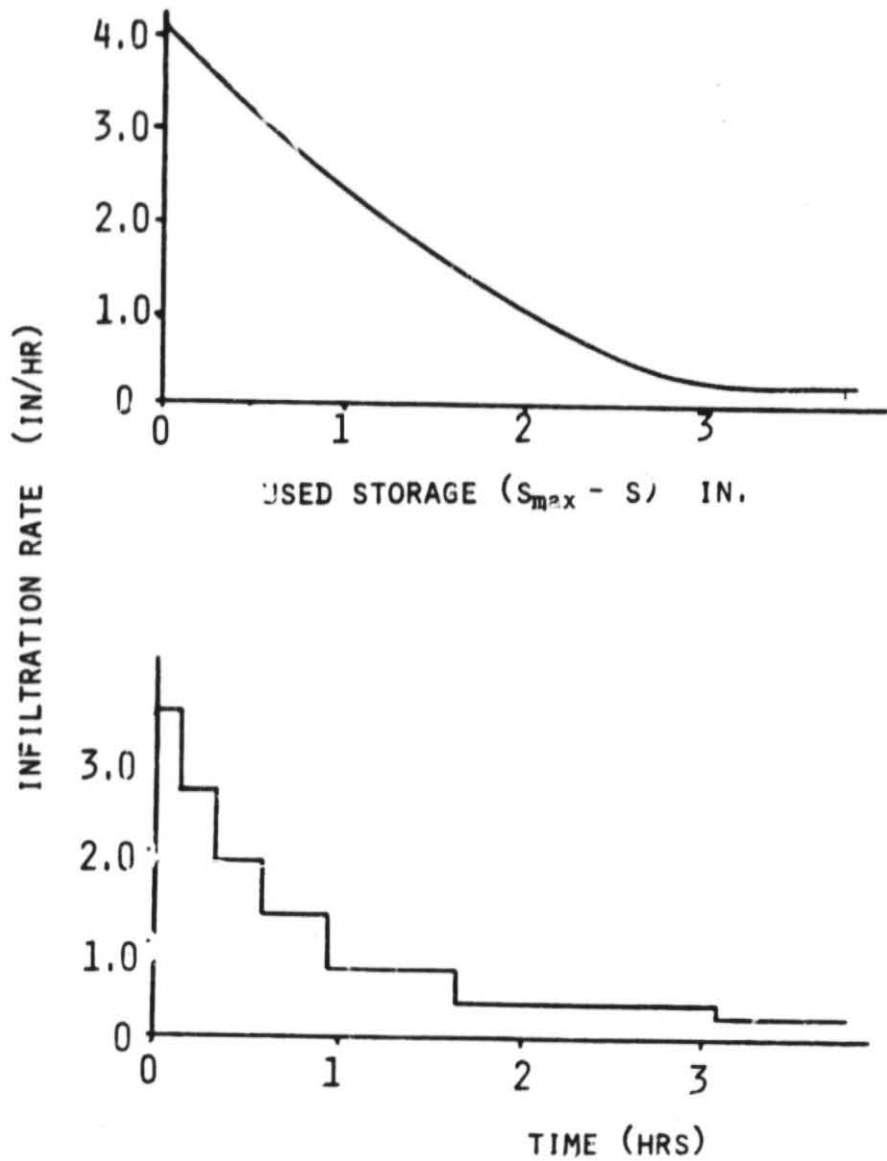 4.0
3.0
2.0
1.0
0
0 1 2 3
USED STORAGE (Smax - S) IN.
INFILTRATION RATE (IN/HR)
3.0
2.0
1.0
0
0 1 2 3
TIME (HRS)